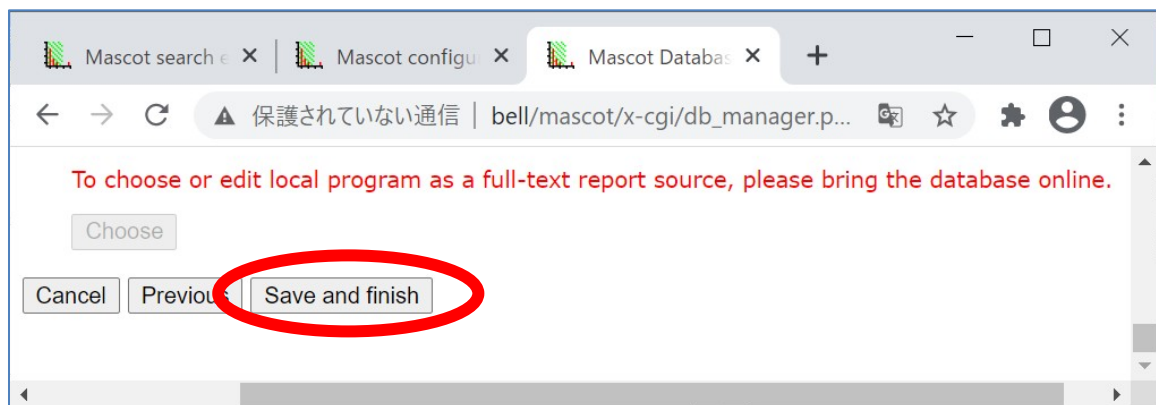 Mascot search e
Mascot configu
Mascot Databas
保護されていない通信 | bell/mascot/x-cgi/db_manager.p...
To choose or edit local program as a full-text report source, please bring the database online.
Choose
Cancel Previous Save and finish